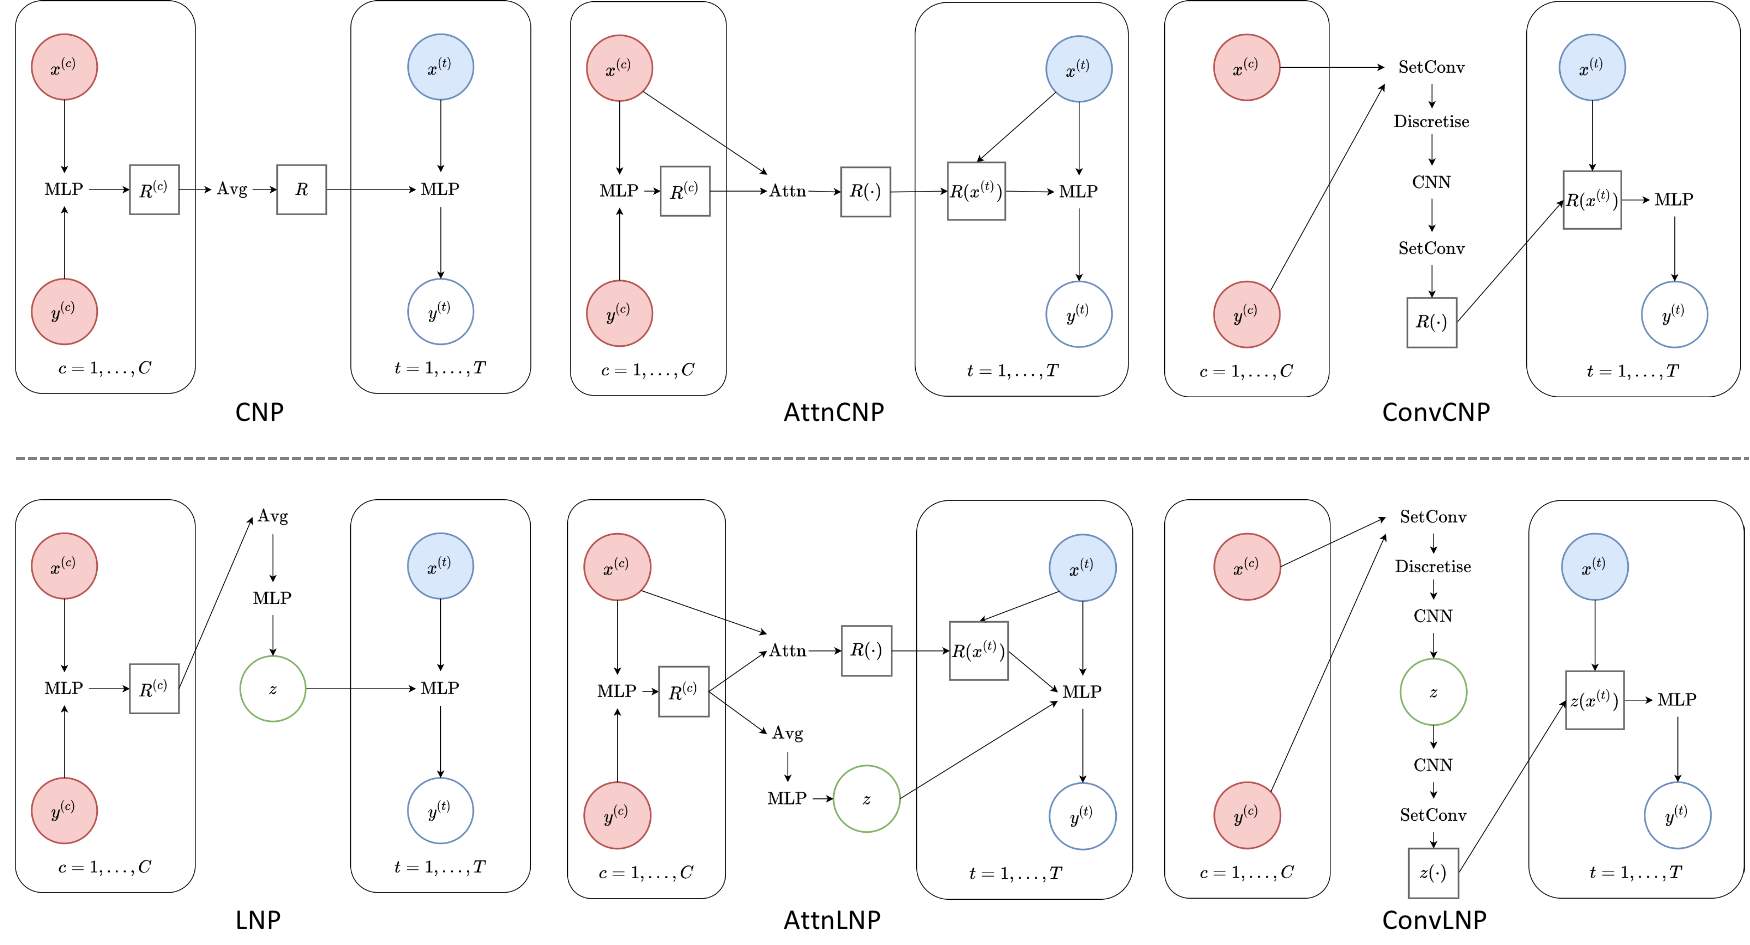 x^{(c)}
MLP
R^{(c)}
Avg
R
y^{(c)}
c = 1, ..., C
x^{(t)}
MLP
y^{(t)}
t = 1, ..., T
CNP
x^{(c)}
MLP
R^{(c)}
Attn
R(·)
y^{(c)}
c = 1, ..., C
x^{(t)}
R(x^{(t)})
MLP
y^{(t)}
t = 1, ..., T
AttnCNP
x^{(c)}
y^{(c)}
c = 1, ..., C
SetConv
Discretise
CNN
SetConv
R(·)
x^{(t)}
R(x^{(t)})
MLP
y^{(t)}
t = 1, ..., T
ConvCNP
x^{(c)}
MLP
R^{(c)}
y^{(c)}
c = 1, ..., C
Avg
MLP
z
x^{(t)}
MLP
y^{(t)}
t = 1, ..., T
LNP
x^{(c)}
MLP
R^{(c)}
y^{(c)}
c = 1, ..., C
Attn
R(·)
Avg
MLP
z
x^{(t)}
R(x^{(t)})
MLP
y^{(t)}
t = 1, ..., T
AttnLNP
x^{(c)}
y^{(c)}
c = 1, ..., C
SetConv
Discretise
CNN
z
CNN
SetConv
z(·)
x^{(t)}
z(x^{(t)})
MLP
y^{(t)}
t = 1, ..., T
ConvLNP